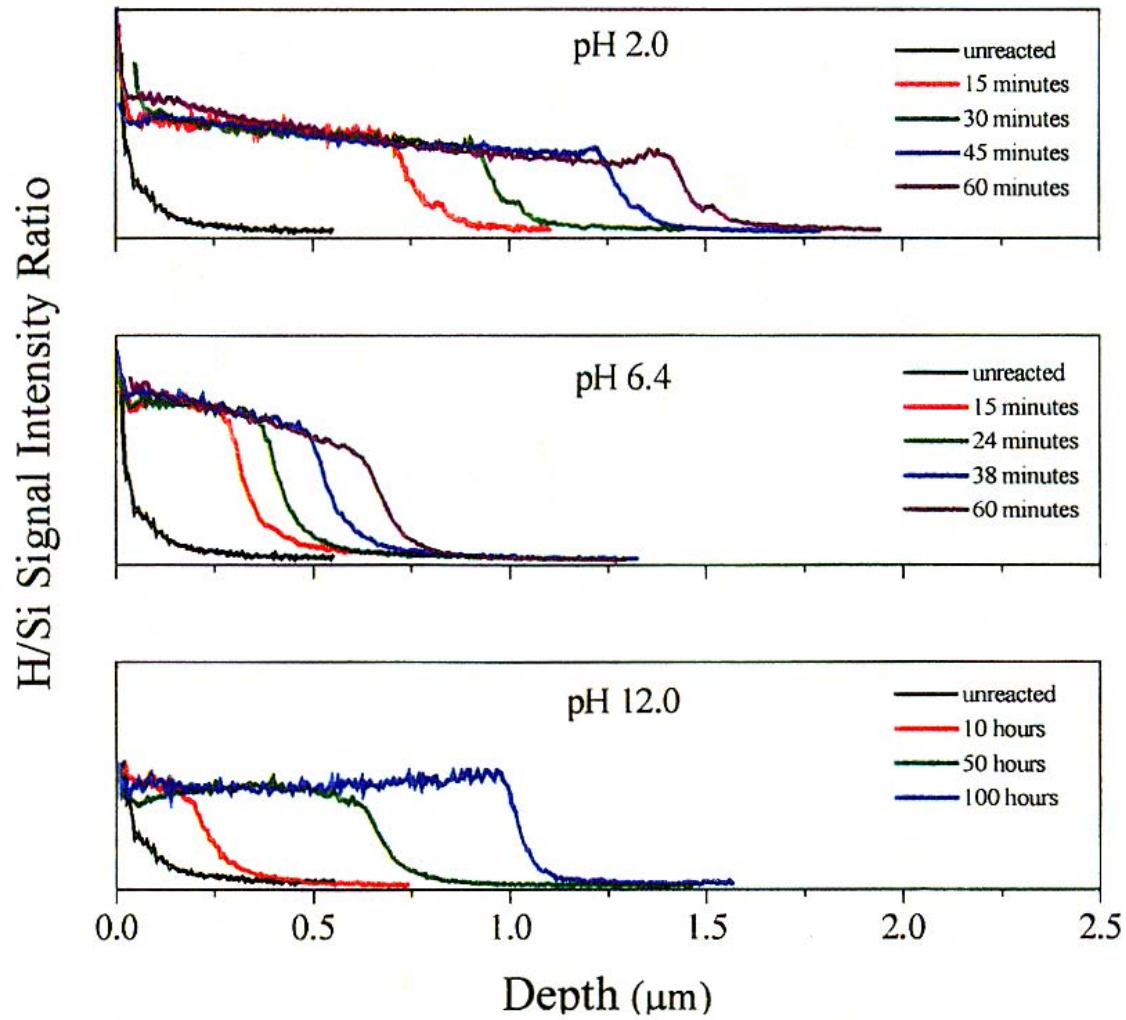 H/Si Signal Intensity Ratio
pH 2.0
unreacted
15 minutes
30 minutes
45 minutes
60 minutes
pH 6.4
unreacted
15 minutes
24 minutes
38 minutes
60 minutes
pH 12.0
unreacted
10 hours
50 hours
100 hours
0.0 0.5 1.0 1.5 2.0 2.5
Depth (μm)